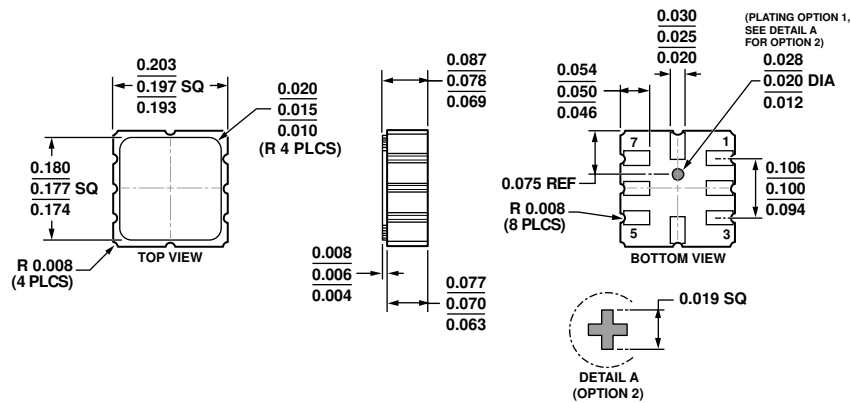 0.203
0.197 SQ
0.193
0.020
0.015
0.010
(R 4 PLCS)
0.180
0.177 SQ
0.174
R 0.008
(4 PLCS)
TOP VIEW
0.087
0.078
0.069
0.008
0.006
0.004
0.077
0.070
0.063
0.030
0.025
0.020
(PLATING OPTION 1,
SEE DETAIL A
FOR OPTION 2)
0.054
0.050
0.046
0.028
0.020 DIA
0.012
7
1
0.075 REF
0.106
0.100
0.094
R 0.008
(8 PLCS)
5
3
BOTTOM VIEW
0.019 SQ
DETAIL A
(OPTION 2)